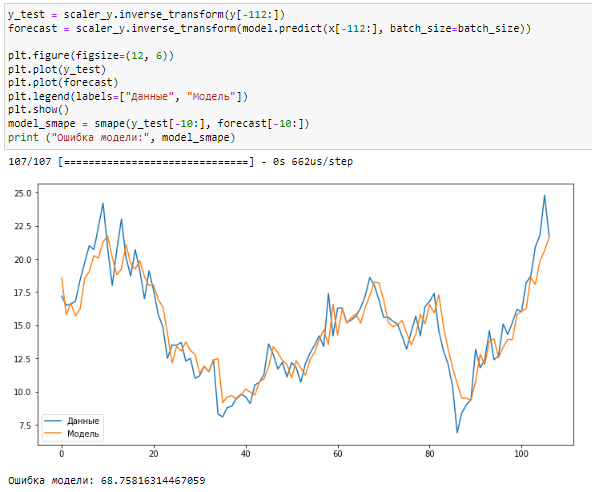 y_test = scaler_y.inverse_transform(y[-112:])
forecast = scaler_y.inverse_transform(model.predict(x[-112:], batch_size=batch_size))
plt.figure(figsize=(12, 6))
plt.plot(y_test)
plt.plot(forecast)
plt.legend(labels=["Данные", "Модель"])
plt.show()
model_smape = smape(y_test[-10:], forecast[-10:])
print ("Ошибка модели:", model_smape)
107/107 [==============================] - 0s 662us/step
25.0
22.5
20.0
17.5
15.0
12.5
10.0
7.5
Данные
Модель
0 20 40 60 80 100
Ошибка модели: 68.75816314467059